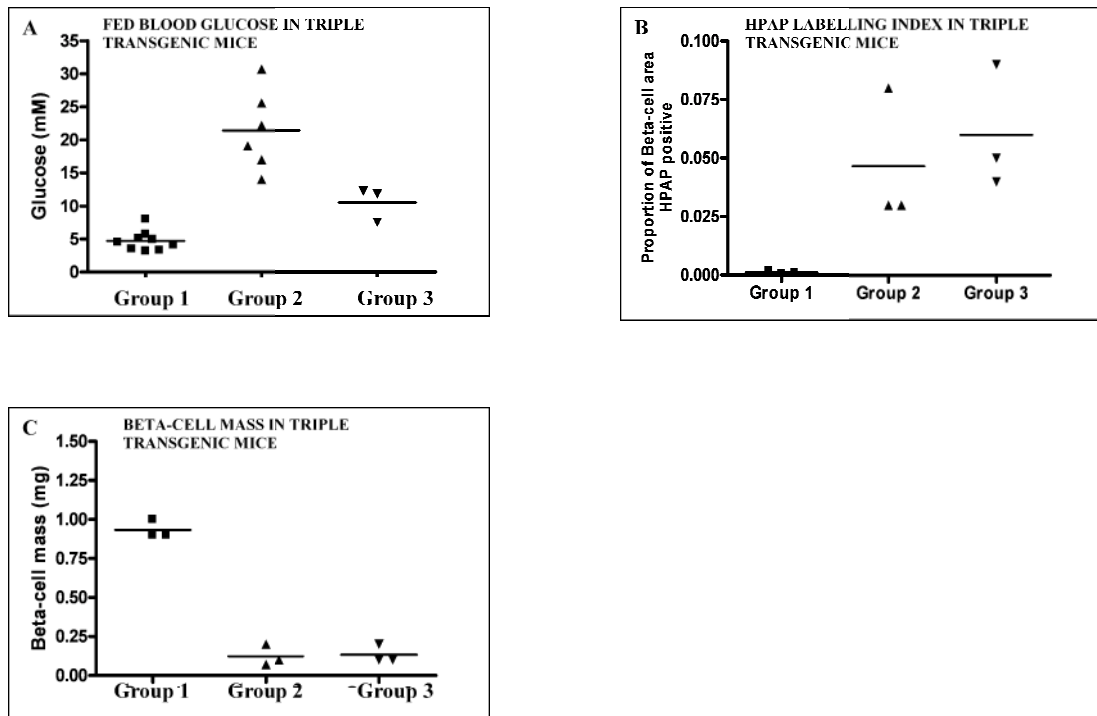 A
FED BLOOD GLUCOSE IN TRIPLE
TRANSGENIC MICE
Glucose (mM)
35
30
25
20
15
10
5
0
Group 1
Group 2
Group 3
B
HPAP LABELLING INDEX IN TRIPLE
TRANSGENIC MICE
Proportion of Beta-cell area
HPAP positive
0.100
0.075
0.050
0.025
0.000
Group 1
Group 2
Group 3
C
BETA-CELL MASS IN TRIPLE
TRANSGENIC MICE
Beta-cell mass (mg)
1.50
1.25
1.00
0.75
0.50
0.25
0.00
Group 1
Group 2
Group 3